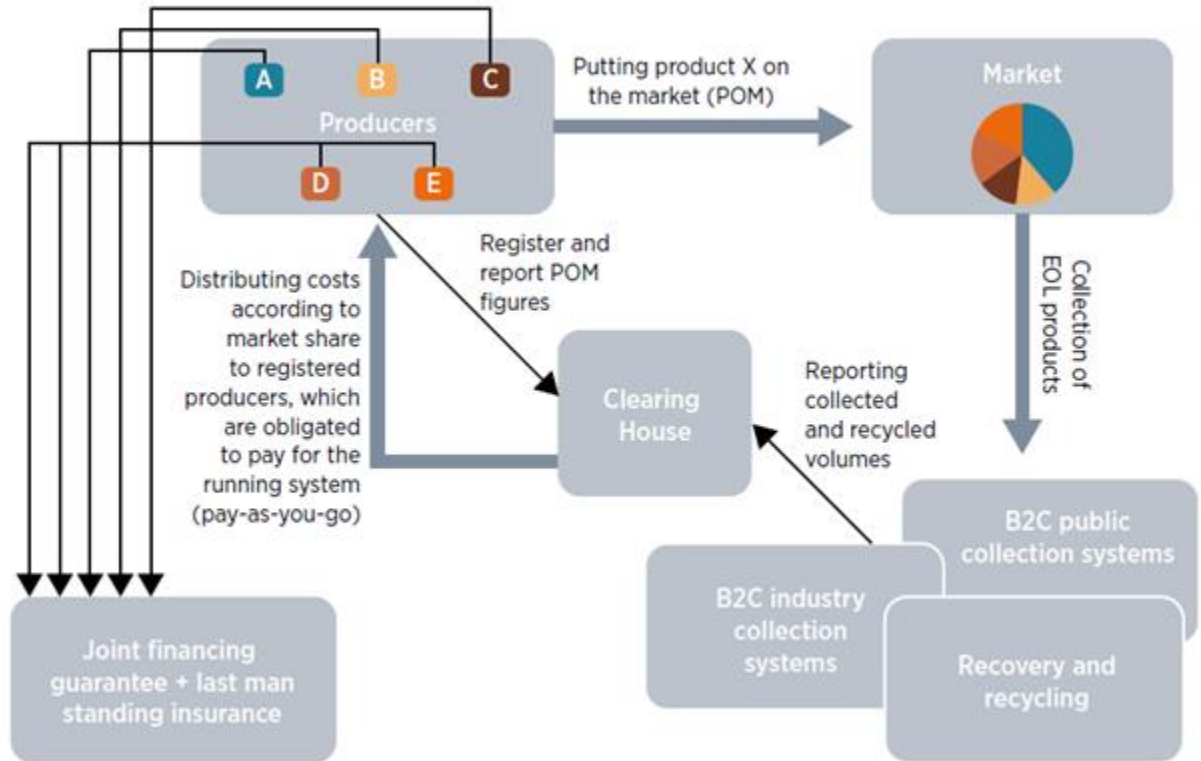 A
B
C
Producers
D
E
Putting product X on
the market (POM)
Market
Register and
report POM
figures
Distributing costs
according to
market share
to registered
producers, which
are obligated
to pay for the
running system
(pay-as-you-go)
Collection of
EOL products
Clearing
House
Reporting
collected
and recycled
volumes
B2C public
collection systems
B2C industry
collection
systems
Recovery and
recycling
Joint financing
guarantee + last man
standing insurance